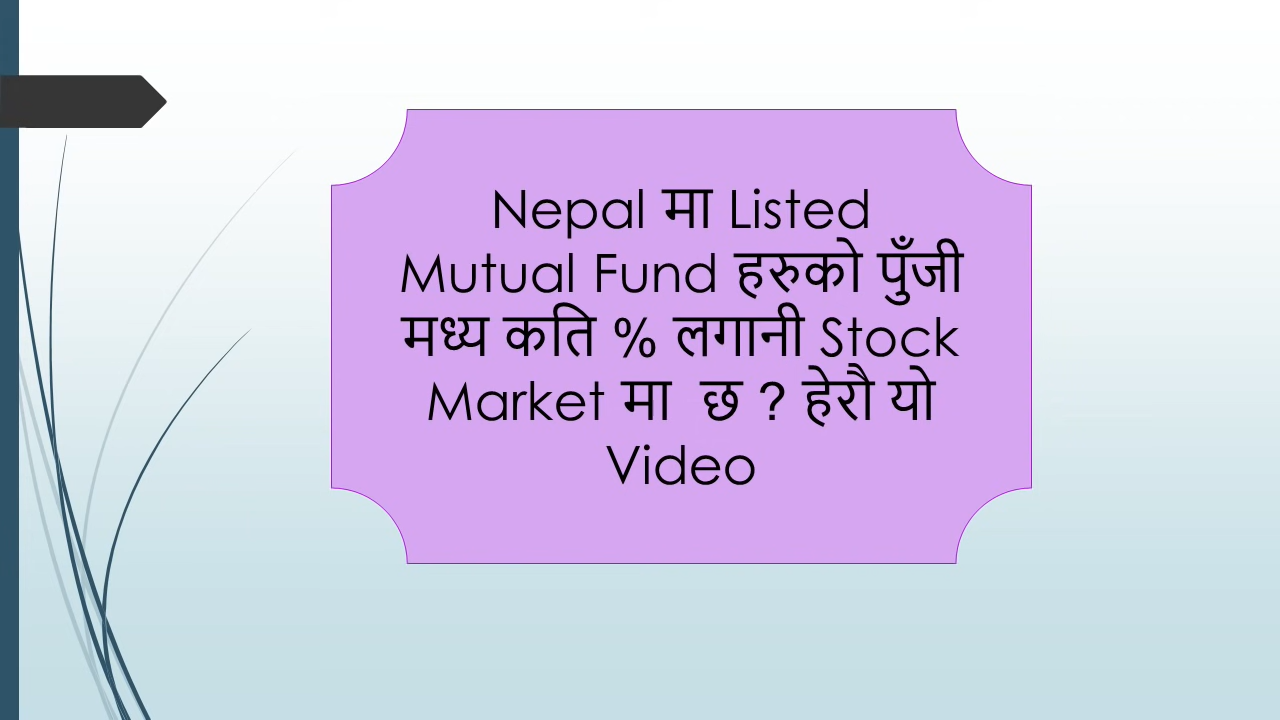 Nepal मा Listed
Mutual Fund हरुको पुँजी
मध्य कति % लगानी Stock
Market मा  छ ? हेरौ यो
Video